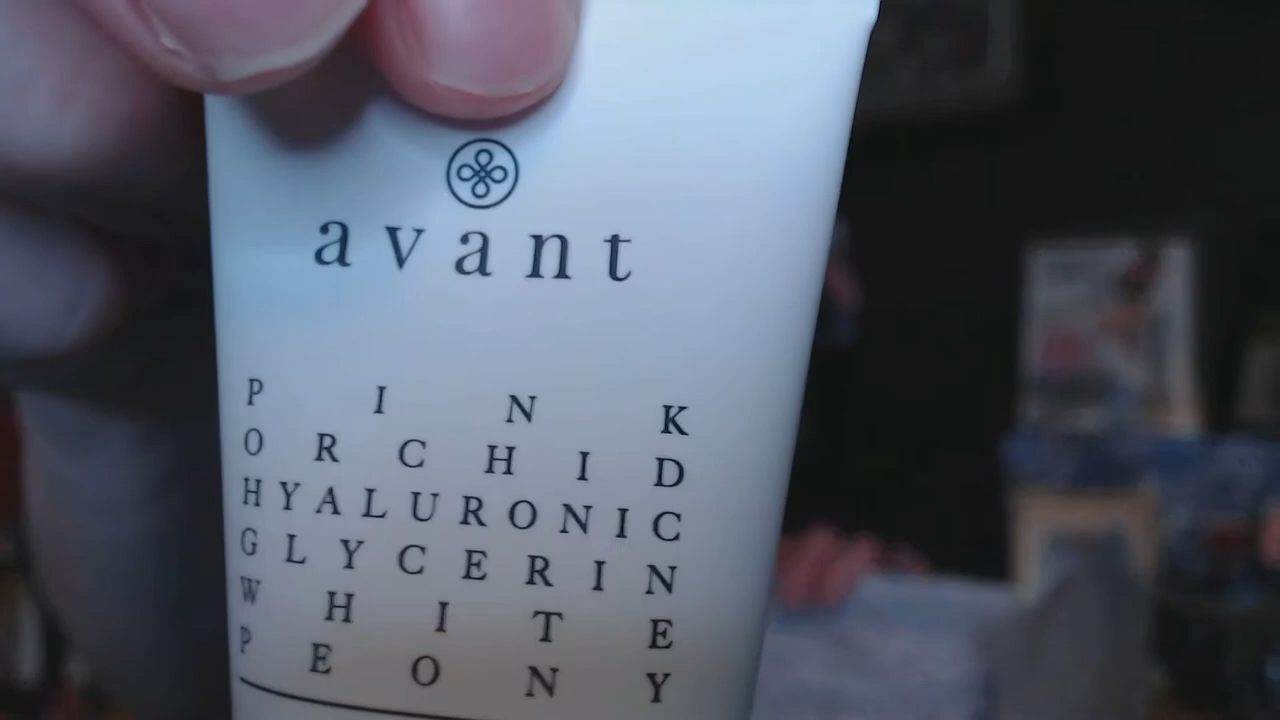 avant
PINK
ORCHID
HYALURONIC
GLYCERIN
WHITE
PEONY